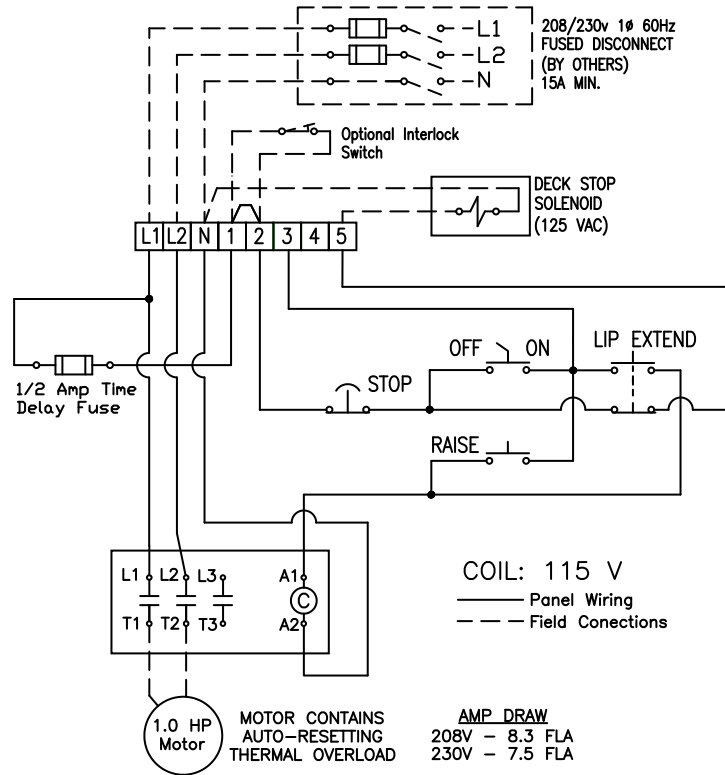 L1
L2
N
208/230v 1ø 60Hz
FUSED DISCONNECT
(BY OTHERS)
15A MIN.
Optional Interlock
Switch
DECK STOP
SOLENOID
(125 VAC)
L1 L2 N 1 2 3 4 5
1/2 Amp Time
Delay Fuse
OFF ON
LIP EXTEND
STOP
RAISE
L1 L2 L3 A1
C
T1 T2 T3 A2
COIL: 115 V
Panel Wiring
Field Conections
1.0 HP
Motor
MOTOR CONTAINS
AUTO-RESETTING
THERMAL OVERLOAD
AMP DRAW
208V - 8.3 FLA
230V - 7.5 FLA